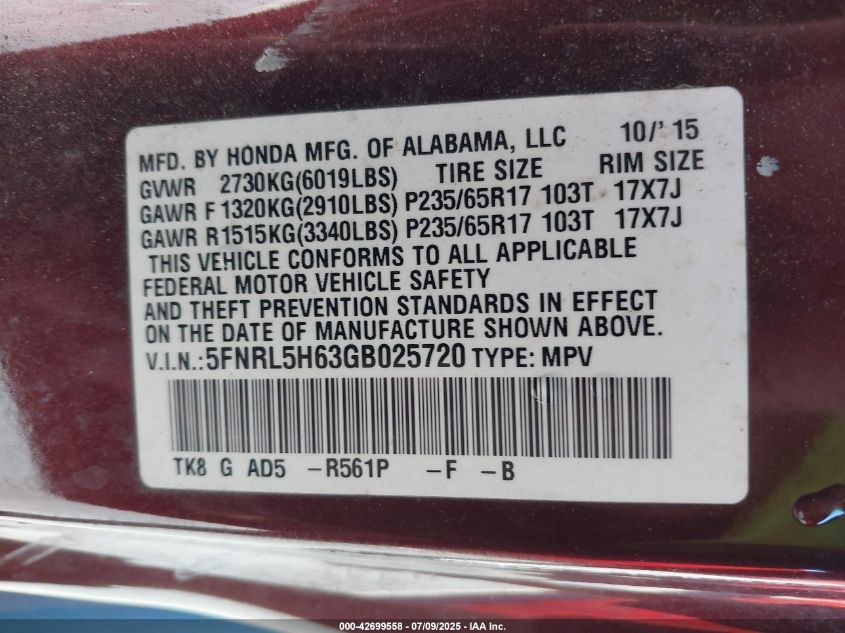 MFD. BY HONDA MFG. OF ALABAMA, LLC 10/'15
GVWR 2730KG(6019LBS) TIRE SIZE RIM SIZE
GAWR F1320KG(2910LBS) P235/65R17 103T 17X7J
GAWR R1515KG(3340LBS) P235/65R17 103T 17X7J
THIS VEHICLE CONFORMS TO ALL APPLICABLE
FEDERAL MOTOR VEHICLE SAFETY
AND THEFT PREVENTION STANDARDS IN EFFECT
ON THE DATE OF MANUFACTURE SHOWN ABOVE.
V.I.N.:5FNRL5H63GB025720 TYPE: MPV
TK8 G AD5 -R561P -F -B
000-42699558 - 07/09/2025 - IAA Inc.